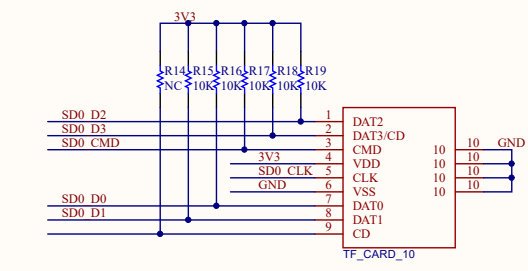 3V3
R14 R15 R16 R17 R18 R19
NC 10K 10K 10K 10K 10K
SD0_D2 1 DAT2
SD0_D3 2 DAT3/CD
SD0_CMD 3 CMD 10 10 GND
3V3 4 VDD 10 10
SD0_CLK 5 CLK 10 10
GND 6 VSS 10 10
SD0_D0 7 DAT0
SD0_D1 8 DAT1
9 CD
TF_CARD_10